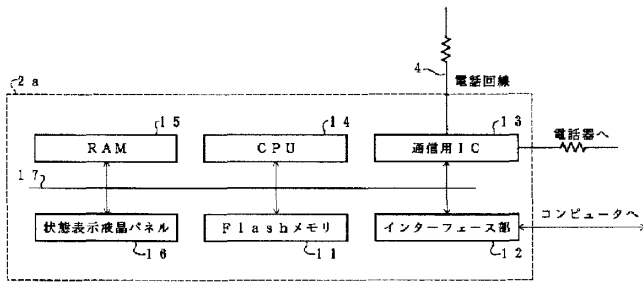 4
電話回線
2a
15
14
13
RAM
CPU
通信用IC
電話器へ
17
状態表示液晶パネル
Flashメモリ
インターフェース部
コンピュータへ
16
11
12